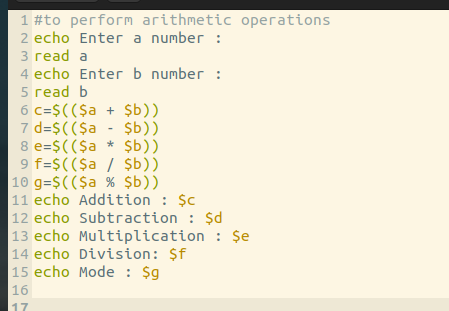 1 #to perform arithmetic operations
2 echo Enter a number :
3 read a
4 echo Enter b number :
5 read b
6 c=$(($a + $b))
7 d=$(($a - $b))
8 e=$(($a * $b))
9 f=$(($a / $b))
10 g=$(($a % $b))
11 echo Addition : $c
12 echo Subtraction : $d
13 echo Multiplication : $e
14 echo Division: $f
15 echo Mode : $g
16
17